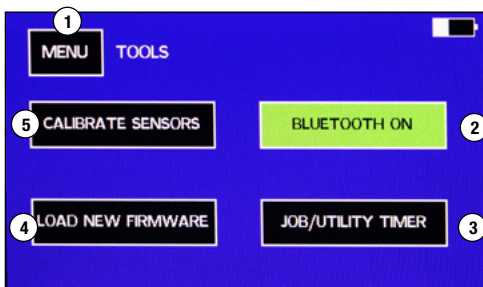 1
MENU TOOLS
5 CALIBRATE SENSORS BLUETOOTH ON 2
4 LOAD NEW FIRMWARE JOB/UTILITY TIMER 3